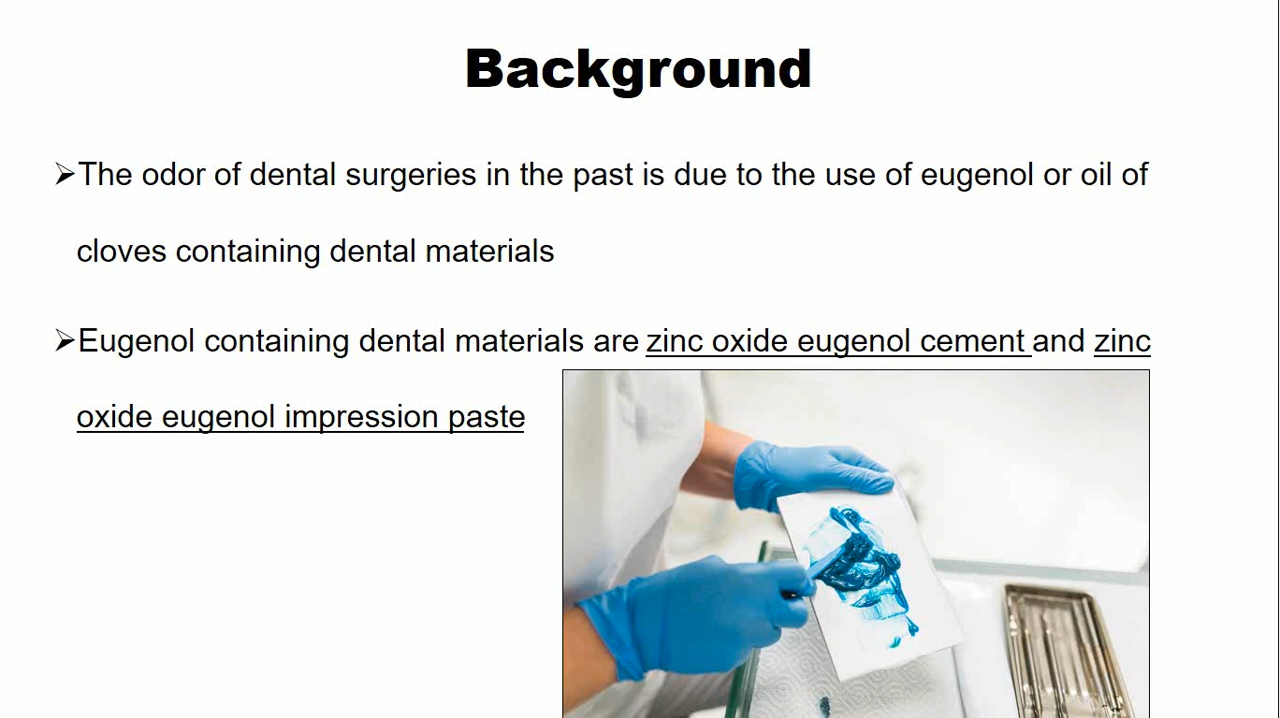 Background
➢The odor of dental surgeries in the past is due to the use of eugenol or oil of
cloves containing dental materials
➢Eugenol containing dental materials are zinc oxide eugenol cement and zinc
oxide eugenol impression paste